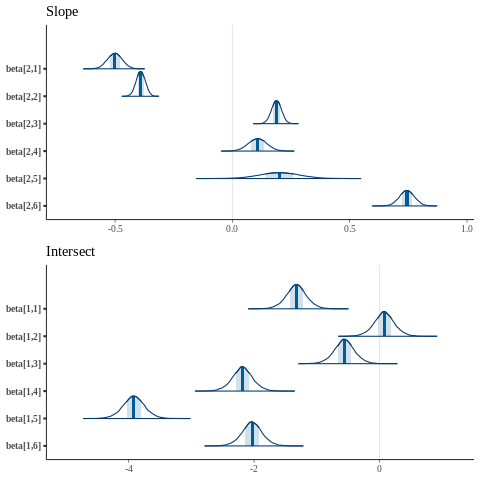 Slope
beta[2,1]
beta[2,2]
beta[2,3]
beta[2,4]
beta[2,5]
beta[2,6]
-0.5 0.0 0.5 1.0
Intersect
beta[1,1]
beta[1,2]
beta[1,3]
beta[1,4]
beta[1,5]
beta[1,6]
-4 -2 0